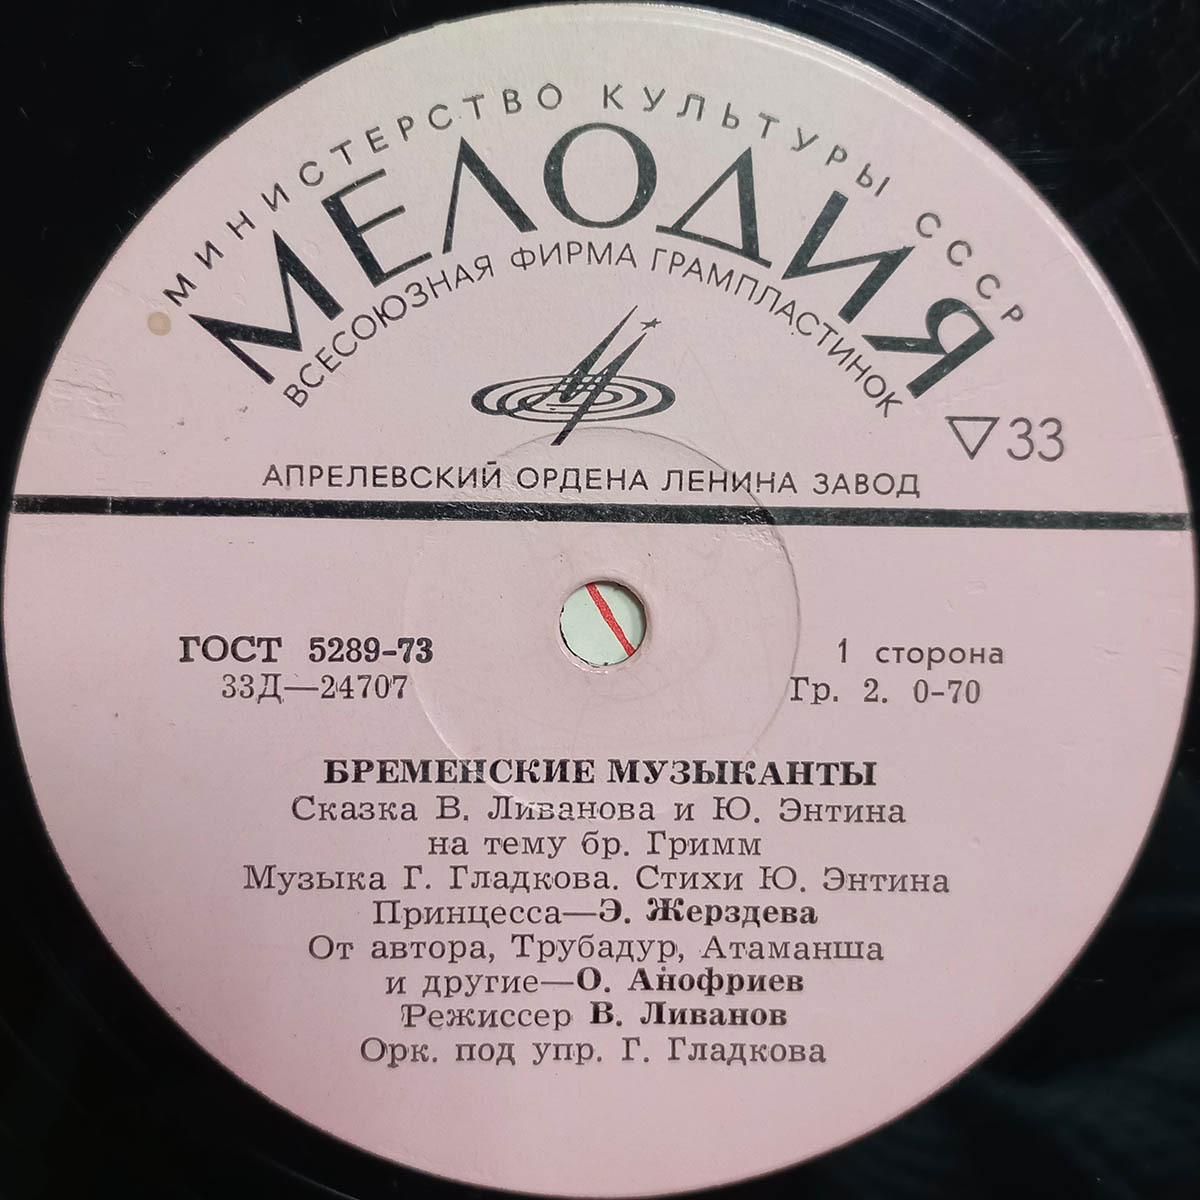 МИНИСТЕРСТВО КУЛЬТУРЫ СССР
МЕЛОДИЯ
ВСЕСОЮЗНАЯ ФИРМА ГРАМПЛАСТИНОК
▽33
АПРЕЛЕВСКИЙ ОРДЕНА ЛЕНИНА ЗАВОД
ГОСТ 5289-73
33Д—24707
1 сторона
Гр. 2. 0-70
БРЕМЕНСКИЕ МУЗЫКАНТЫ
Сказка В. Ливанова и Ю. Энтина
на тему бр. Гримм
Музыка Г. Гладкова. Стихи Ю. Энтина
Принцесса—Э. Жерздева
От автора, Трубадур, Атаманша
и другие—О. Анофриев
Режиссер В. Ливанов
Орк. под упр. Г. Гладкова